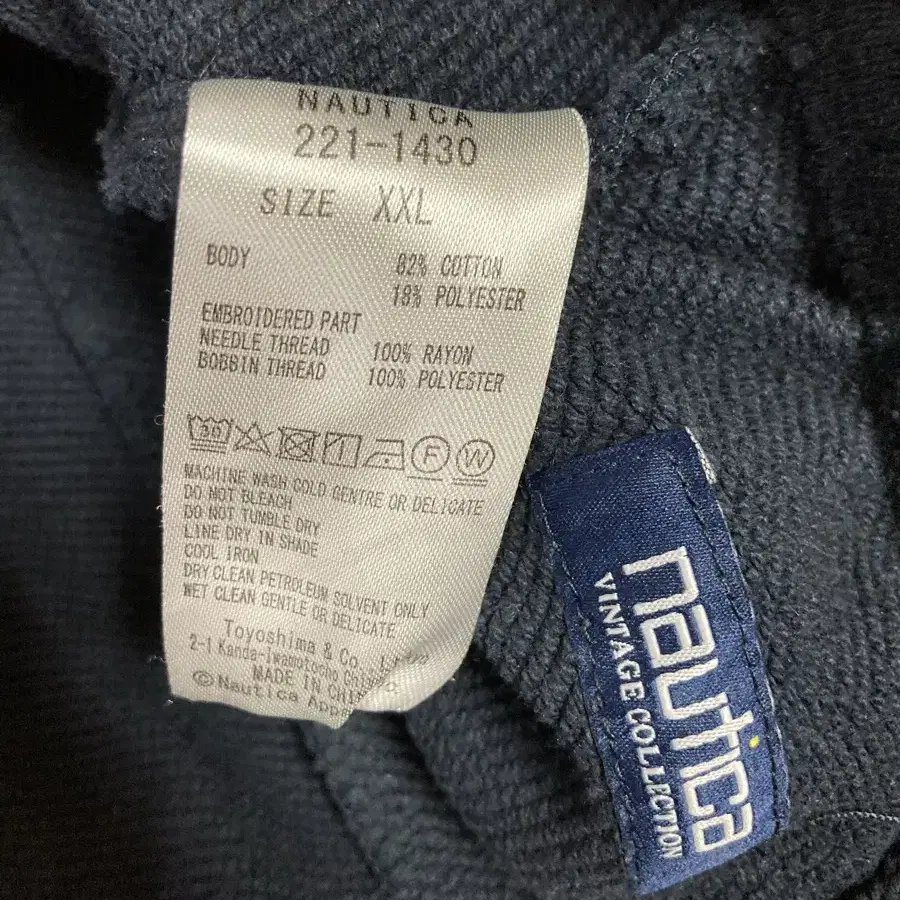 NAUTICA
221-1430
SIZE XXL
BODY 82% COTTON
18% POLYESTER
EMBROIDERED PART
NEEDLE THREAD 100% RAYON
BOBBIN THREAD 100% POLYESTER
30 F W
MACHINE WASH COLD GENTRE OR DELICATE
DO NOT BLEACH
DO NOT TUMBLE DRY
LINE DRY IN SHADE
COOL IRON
DRY CLEAN PETROLEUM SOLVENT ONLY
WET CLEAN GENTLE OR DELICATE
Toyoshima & Co.,
2-1 Kanda-Iwamotocho
MADE IN
©Nautica
nautica
VINTAGE COLLECTION